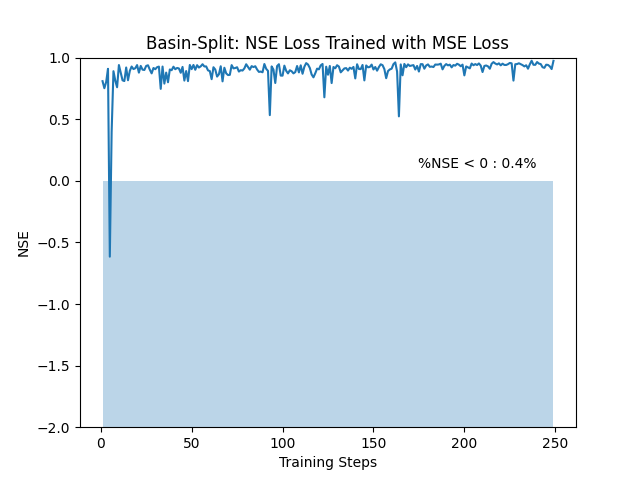 Basin-Split: NSE Loss Trained with MSE Loss
1.0
0.5
0.0
−0.5
−1.0
−1.5
−2.0
NSE
%NSE < 0 : 0.4%
0 50 100 150 200 250
Training Steps